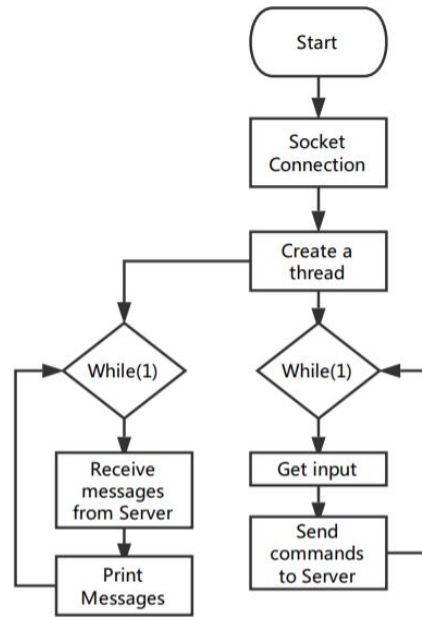 Start
Socket
Connection
Create a
thread
While(1)
While(1)
Receive
messages
from Server
Get input
Print
Messages
Send
commands
to Server